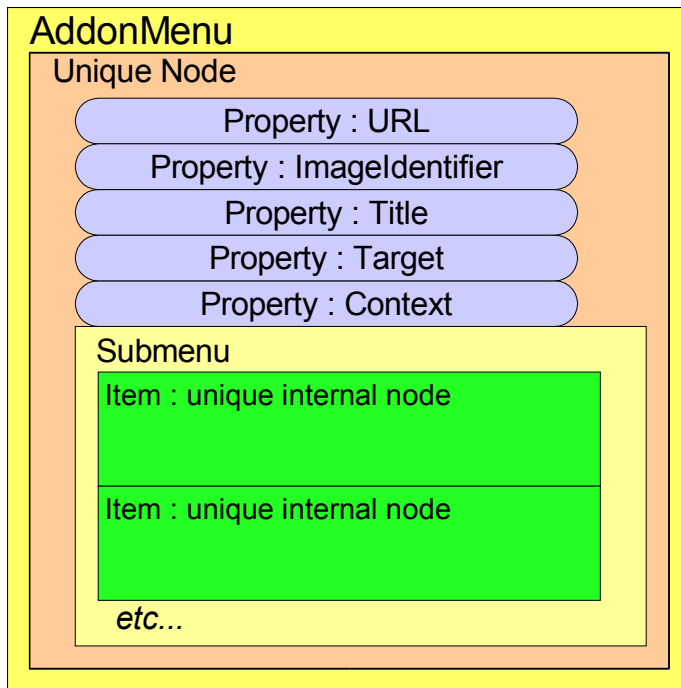 AddonMenu
Unique Node
Property : URL
Property : ImageIdentifier
Property : Title
Property : Target
Property : Context
Submenu
Item : unique internal node
Item : unique internal node
etc...